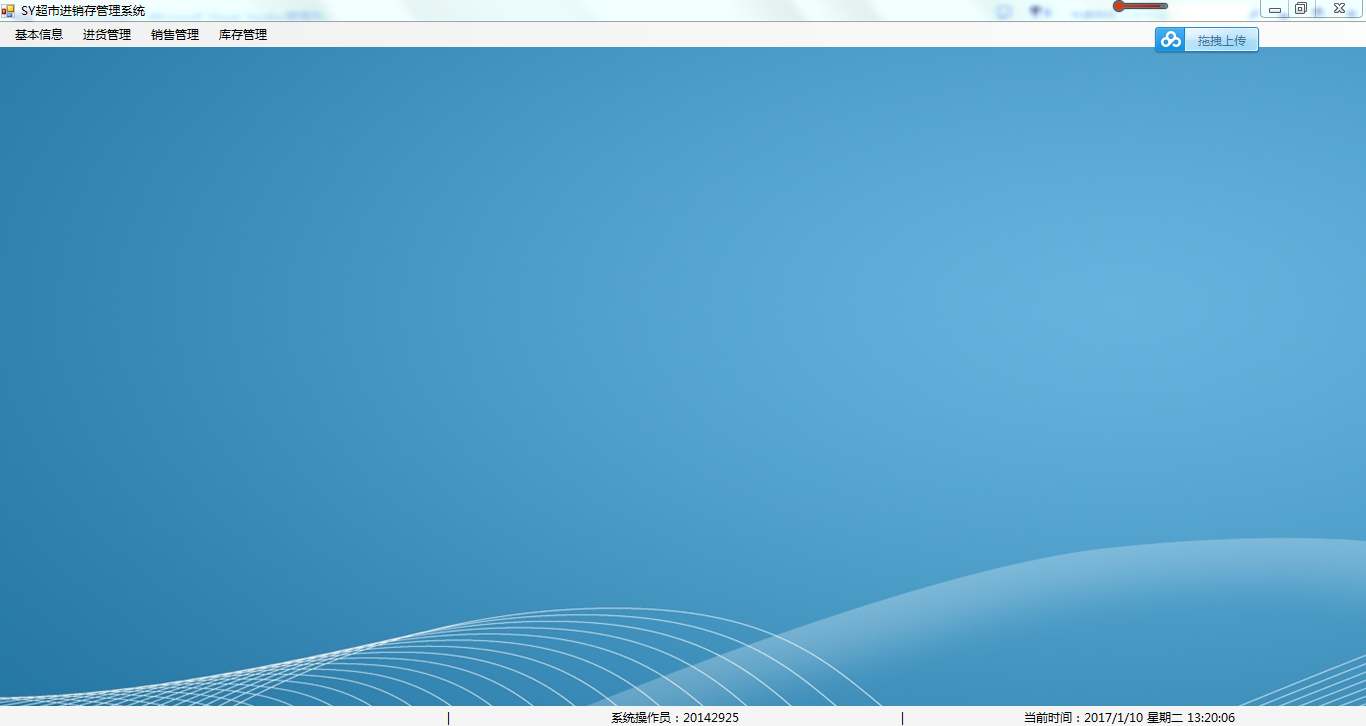 SY超市进销存管理系统
基本信息 进货管理 销售管理 库存管理
拖拽上传
系统操作员：20142925
当前时间：2017/1/10 星期二 13:20:06